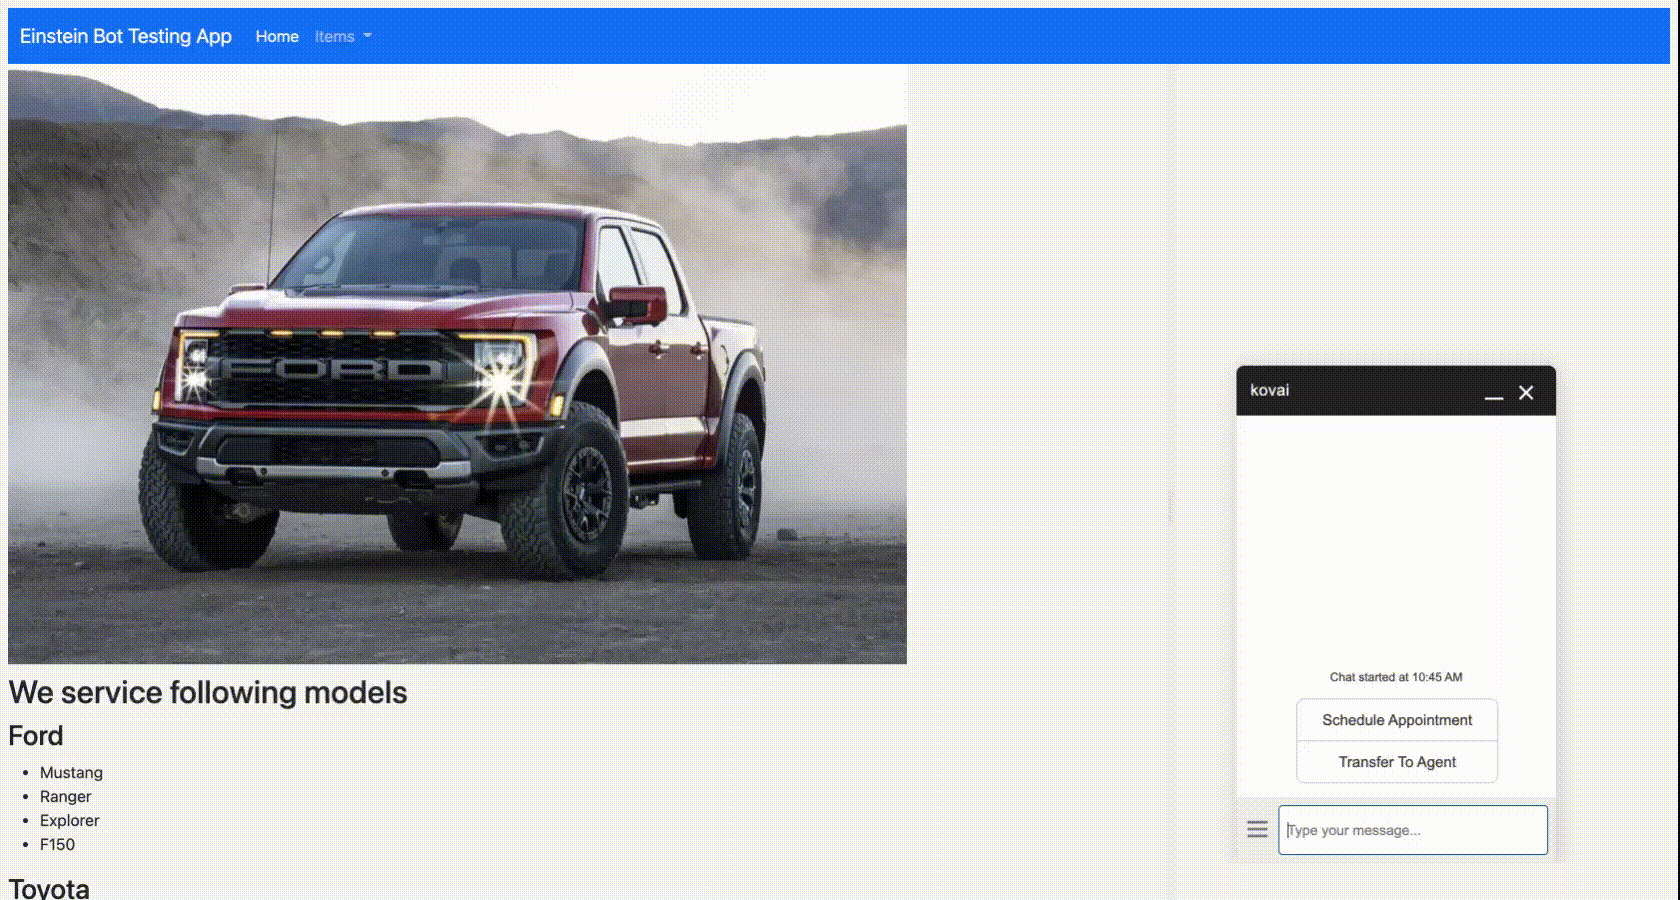 Einstein Bot Testing App Home Items
FORD
We service following models
Ford
Mustang
Ranger
Explorer
F150
Toyota
kovai
Chat started at 10:45 AM
Schedule Appointment
Transfer To Agent
Type your message...